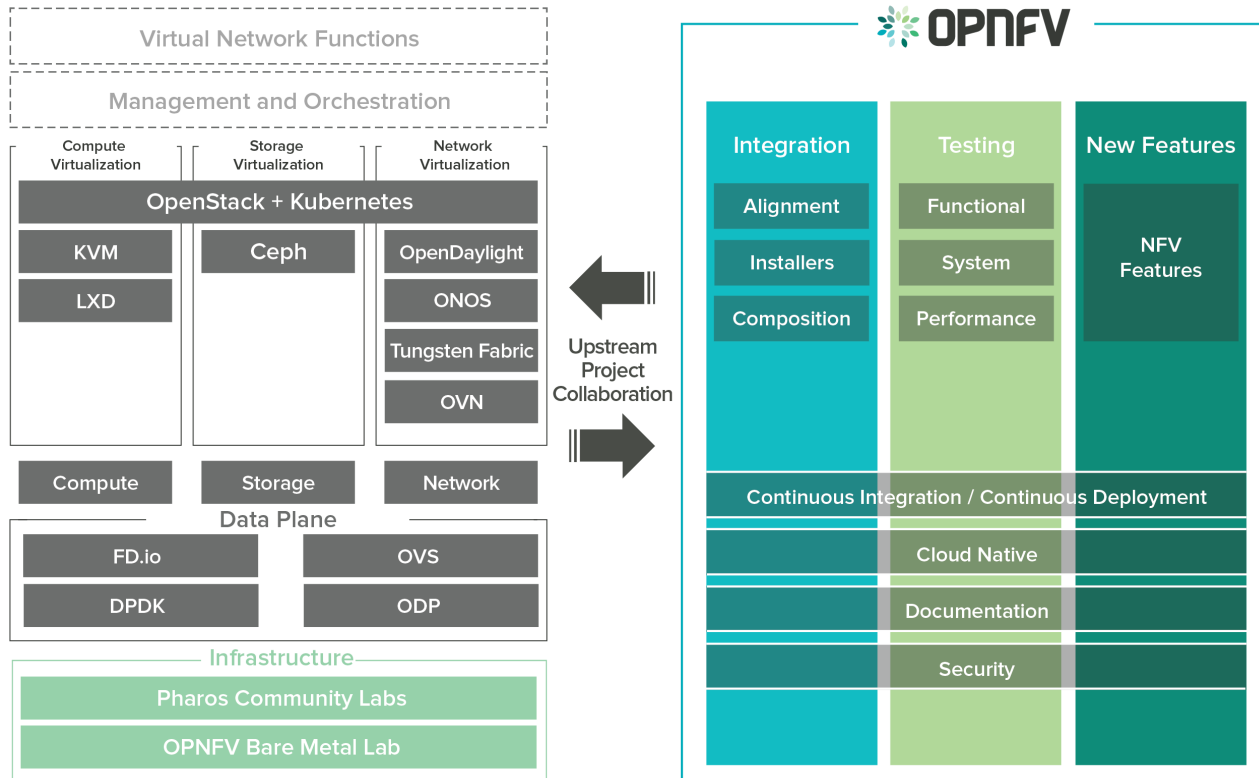 Virtual Network Functions
Management and Orchestration
Compute
Virtualization
Storage
Virtualization
Network
Virtualization
OpenStack + Kubernetes
KVM
Ceph
OpenDaylight
LXD
ONOS
Tungsten Fabric
OVN
Compute
Storage
Network
Data Plane
FD.io
OVS
DPDK
ODP
Infrastructure
Pharos Community Labs
OPNFV Bare Metal Lab
Upstream
Project
Collaboration
OPNFV
Integration
Testing
New Features
Alignment
Functional
NFV
Features
Installers
System
Composition
Performance
Continuous Integration / Continuous Deployment
Cloud Native
Documentation
Security